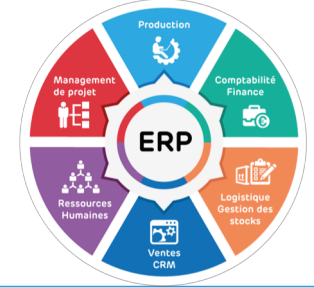 Production
Comptabilité
Finance
Logistique
Gestion des
stocks
Ventes
CRM
Ressources
Humaines
Management
de projet
ERP